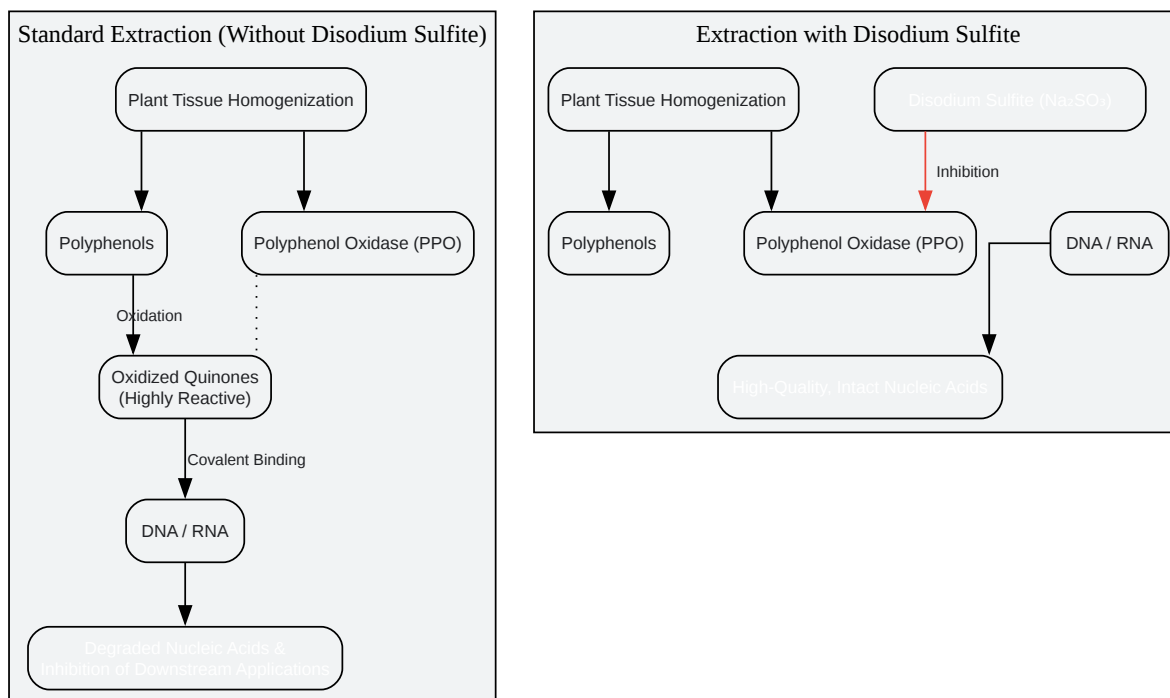 Standard Extraction (Without Disodium Sulfite)
Plant Tissue Homogenization
Polyphenols
Polyphenol Oxidase (PPO)
Oxidation
Oxidized Quinones
(Highly Reactive)
Covalent Binding
DNA / RNA
Degraded Nucleic Acids &
Inhibition of Downstream Applications
Extraction with Disodium Sulfite
Plant Tissue Homogenization
Disodium Sulfite (Na₂SO₃)
Inhibition
Polyphenols
Polyphenol Oxidase (PPO)
DNA / RNA
High-Quality, Intact Nucleic Acids